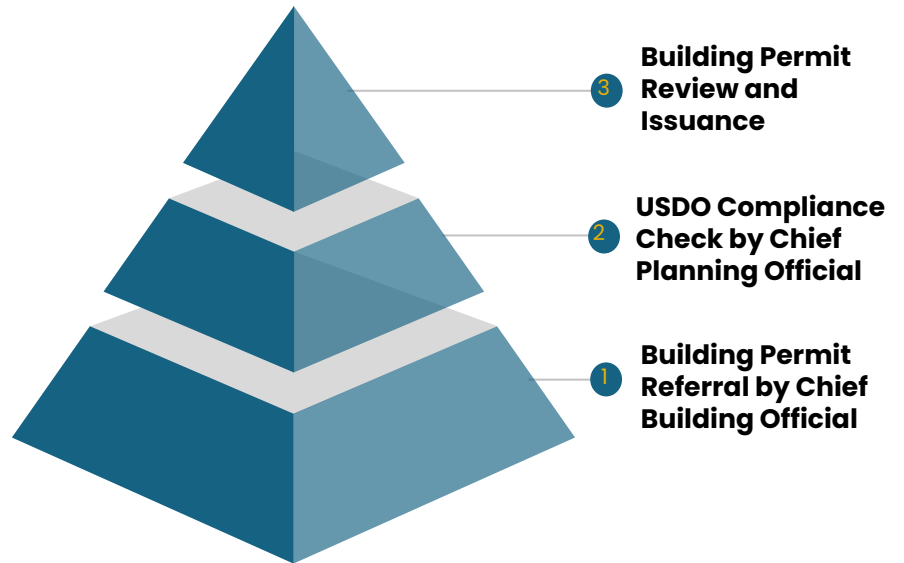 3
Building Permit
Review and
Issuance
2
USDO Compliance
Check by Chief
Planning Official
1
Building Permit
Referral by Chief
Building Official